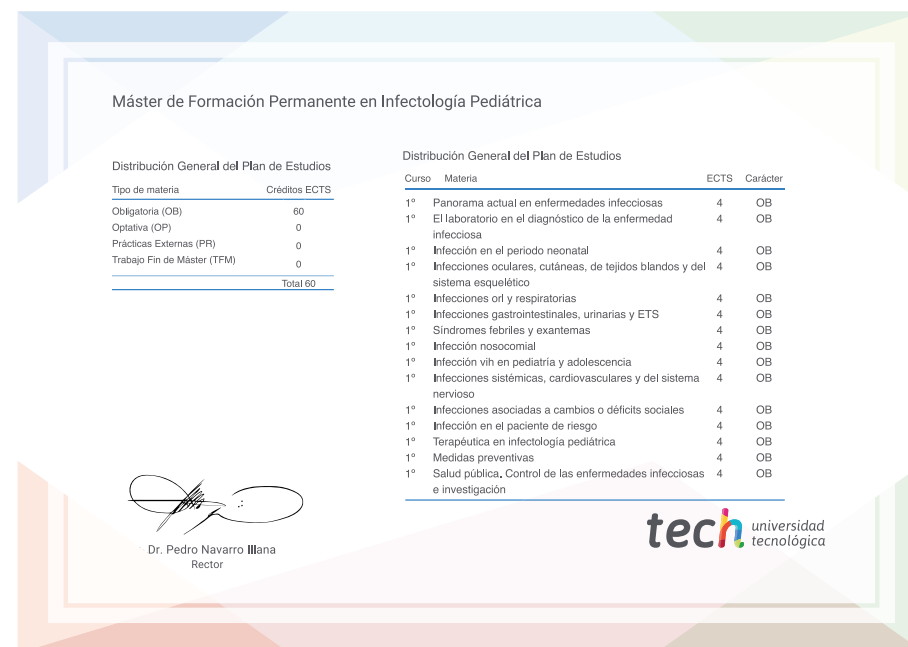 Máster de Formación Permanente en Infectología Pediátrica
Distribución General del Plan de Estudios
Tipo de materia Créditos ECTS
Obligatoria (OB) 60
Optativa (OP) 0
Prácticas Externas (PR) 0
Trabajo Fin de Máster (TFM) 0
Total 60
Distribución General del Plan de Estudios
Curso Materia ECTS Carácter
1º Panorama actual en enfermedades infecciosas 4 OB
1º El laboratorio en el diagnóstico de la enfermedad 4 OB
infecciosa
1º Infección en el periodo neonatal 4 OB
1º Infecciones oculares, cutáneas, de tejidos blandos y del 4 OB
sistema esquelético
1º Infecciones orl y respiratorias 4 OB
1º Infecciones gastrointestinales, urinarias y ETS 4 OB
1º Síndromes febriles y exantemas 4 OB
1º Infección nosocomial 4 OB
1º Infección vih en pediatría y adolescencia 4 OB
1º Infecciones sistémicas, cardiovasculares y del sistema 4 OB
nervioso
1º Infecciones asociadas a cambios o déficits sociales 4 OB
1º Infección en el paciente de riesgo 4 OB
1º Terapéutica en infectología pediátrica 4 OB
1º Medidas preventivas 4 OB
1º Salud pública. Control de las enfermedades infecciosas 4 OB
e investigación
Dr. Pedro Navarro Illana
Rector
tech universidad
tecnológica